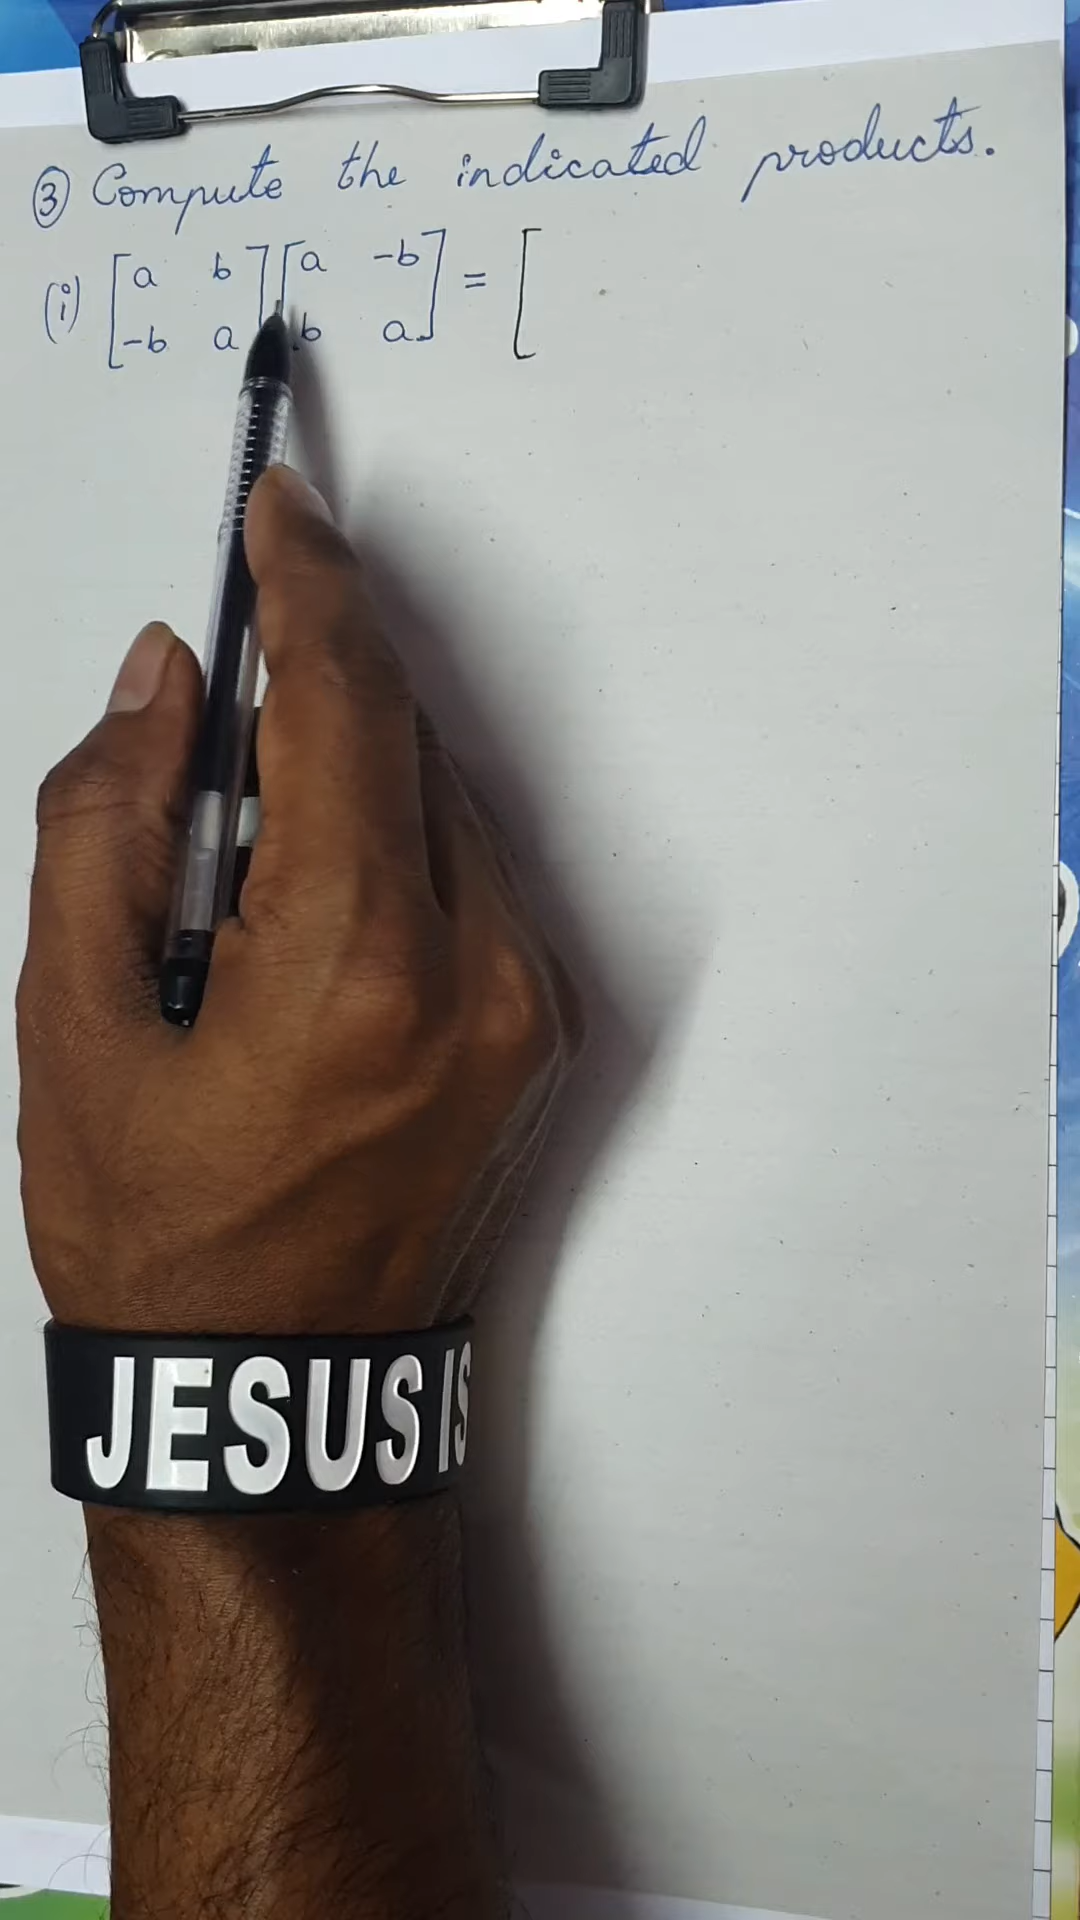 ③ Compute the indicated products.
(i) [a b] [a -b] = [
[-b a] [b a]
JESUS IS